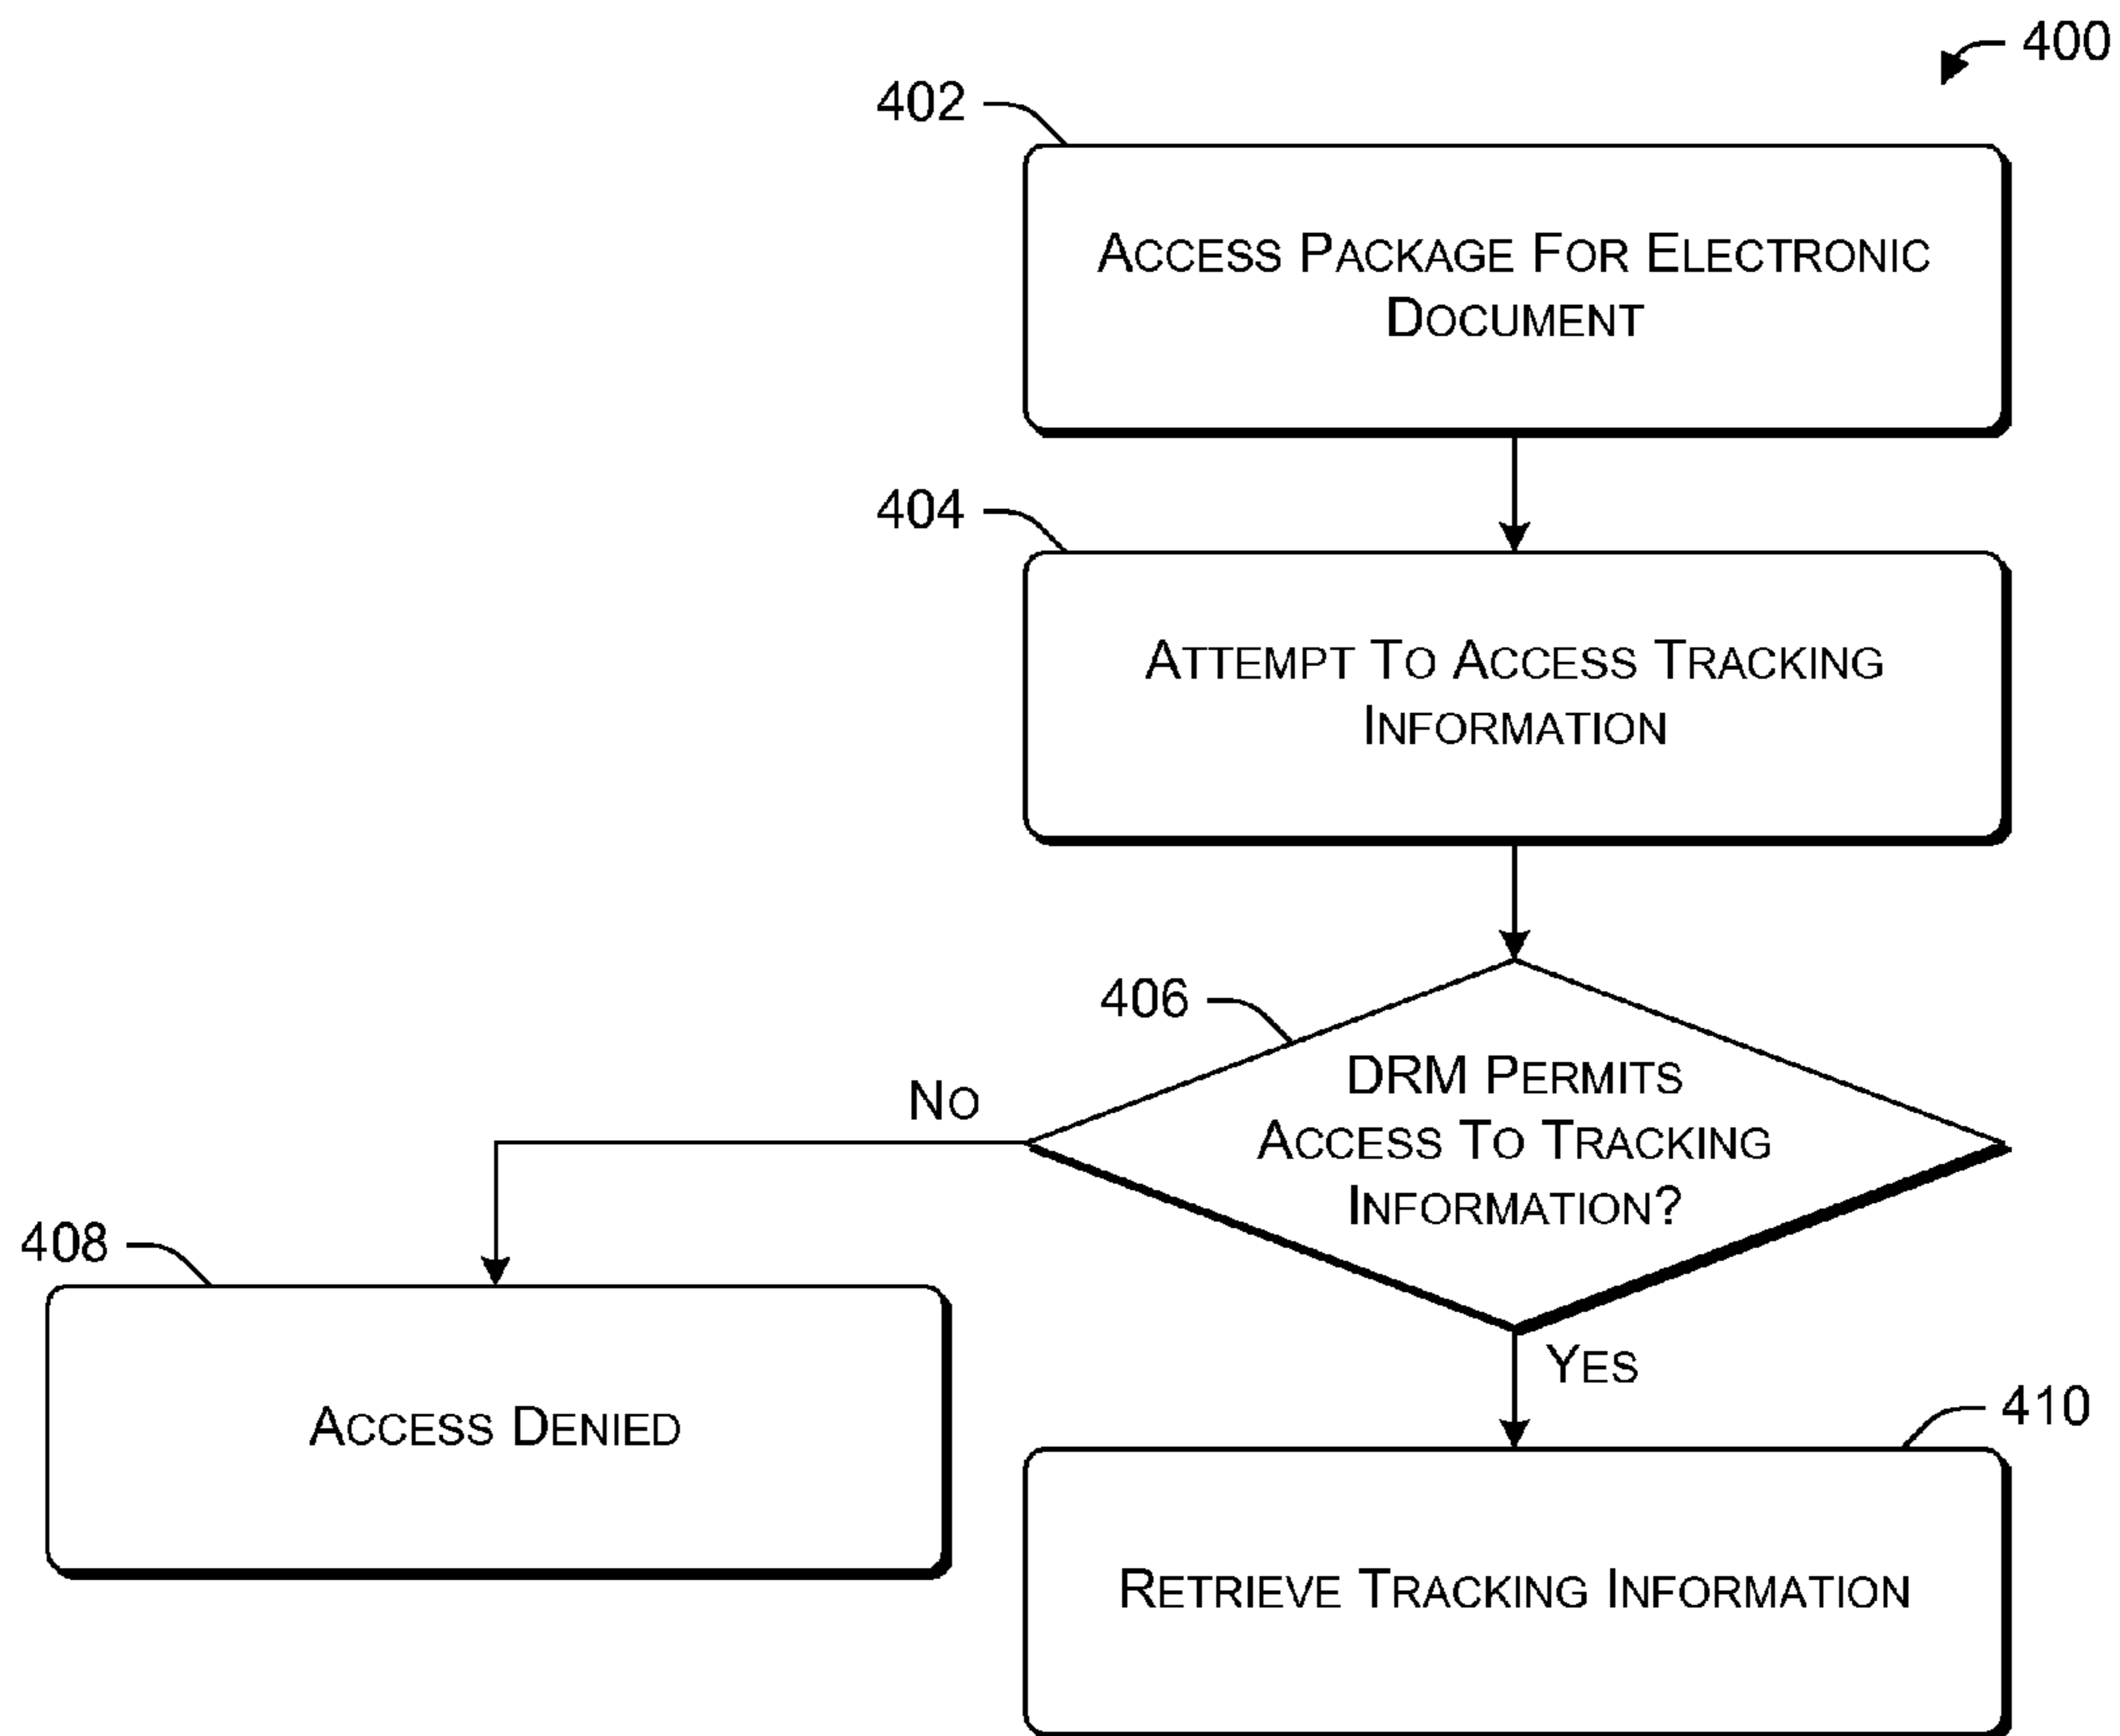 400
402
ACCESS PACKAGE FOR ELECTRONIC
DOCUMENT
404
ATTEMPT TO ACCESS TRACKING
INFORMATION
406
DRM PERMITS
ACCESS TO TRACKING
INFORMATION?
NO
408
ACCESS DENIED
YES
410
RETRIEVE TRACKING INFORMATION